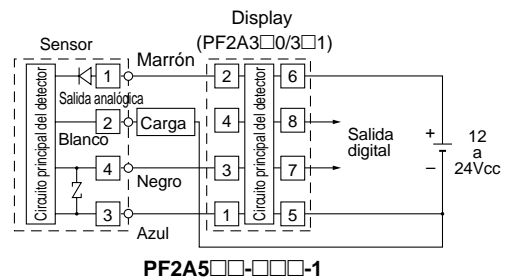 Display
(PF2A3□0/3□1)
Sensor
Marrón
Circuito principal del detector
1
Salida analógica
2
Carga
Blanco
4
Negro
3
Azul
Circuito principal del detector
2
6
4
8
3
7
1
5
Salida
digital
+
12
a
24Vcc
–
PF2A5□□-□□□-1